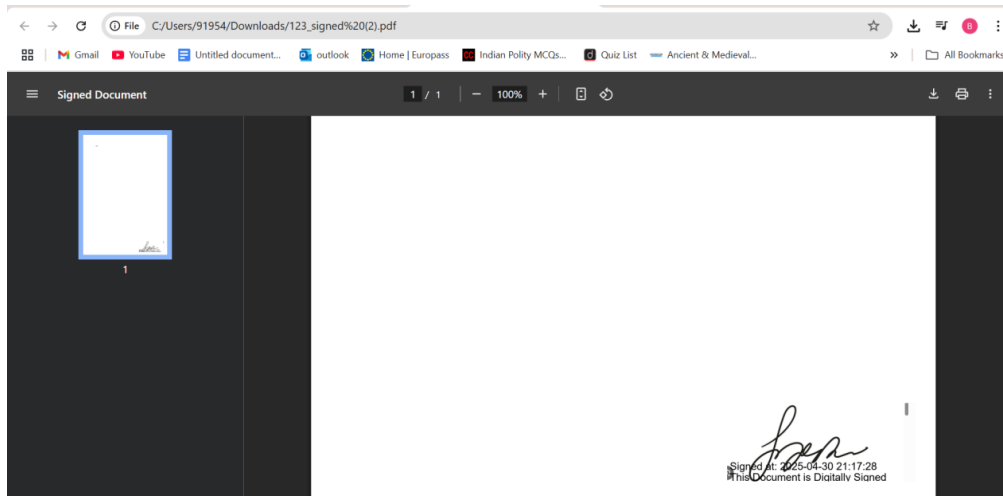 File C:/Users/91954/Downloads/123_signed%20(2).pdf B
Gmail YouTube Untitled document... outlook Home | Europass Indian Polity MCQs... Quiz List Ancient & Medieval... » All Bookmarks
Signed Document 1 / 1 − 100% +
1
Signed at: 2025-04-30 21:17:28
This Document is Digitally Signed